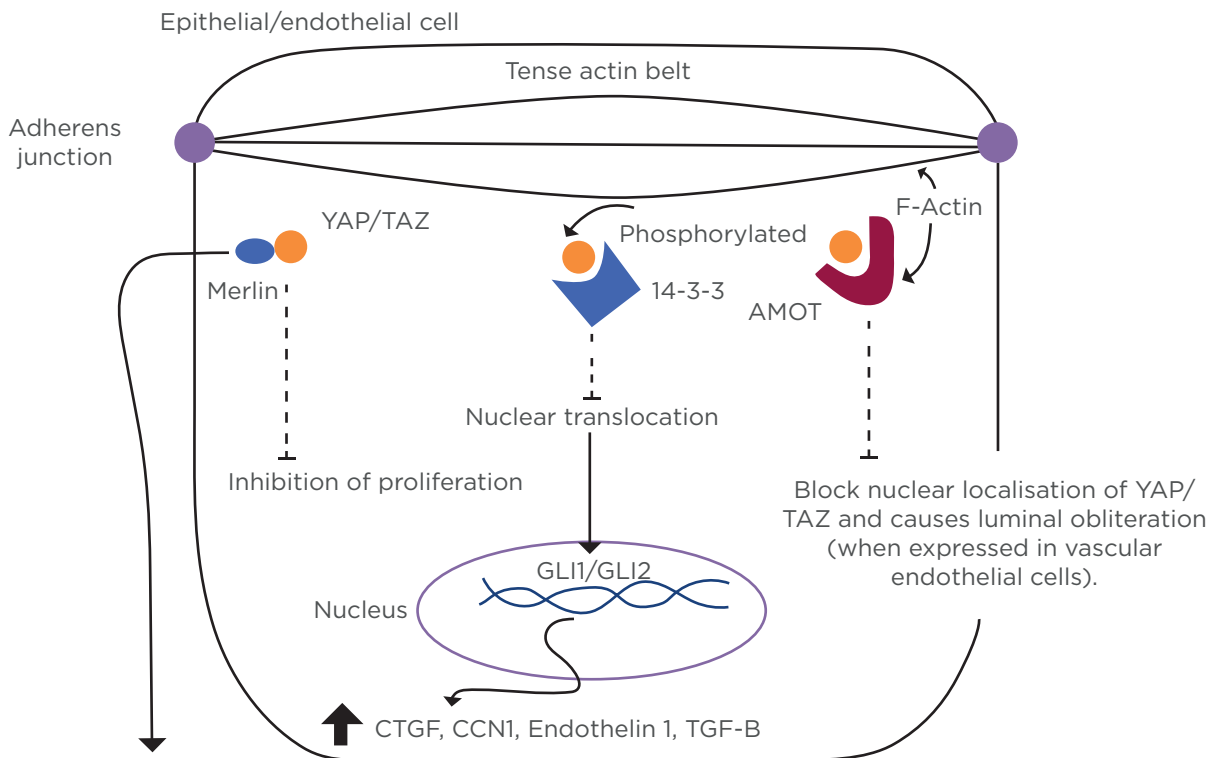 Epithelial/endothelial cell
Tense actin belt
Adherens
junction
YAP/TAZ
Merlin
Phosphorylated
14-3-3
F-Actin
AMOT
Nuclear translocation
Inhibition of proliferation
Block nuclear localisation of YAP/
TAZ and causes luminal obliteration
(when expressed in vascular
endothelial cells).
GLI1/GLI2
Nucleus
CTGF, CCN1, Endothelin 1, TGF-B